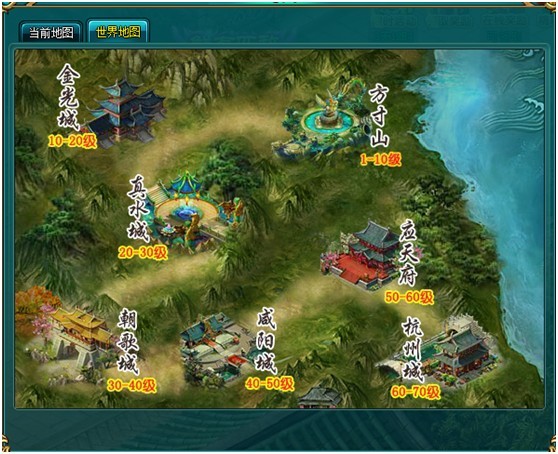 当前地图
世界地图
金光城
10-20级
方寸山
1-10级
真水城
20-30级
应天府
50-60级
朝歌城
30-40级
咸阳城
40-50级
杭州城
60-70级